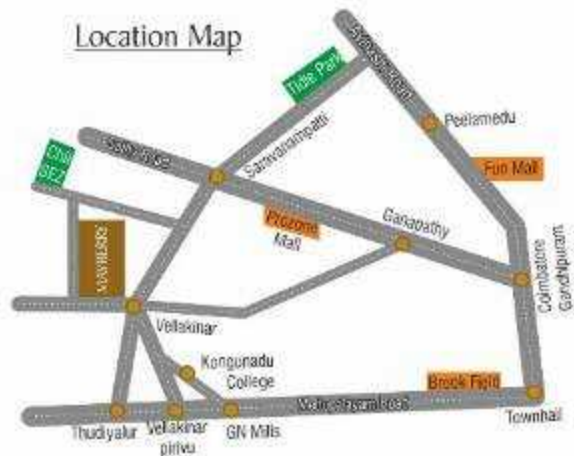 Location Map
Tidle Park
Peelamedu
Saravanampatti
Fun Mall
Chil
SEZ
Prozone
Mall
Ganapathy
Coimbatore
Gandhipuram
Vellakinar
Kongunadu
College
Brook Field
Townhall
Thudiyalur
Vellakinar
pirivu
GN Mills